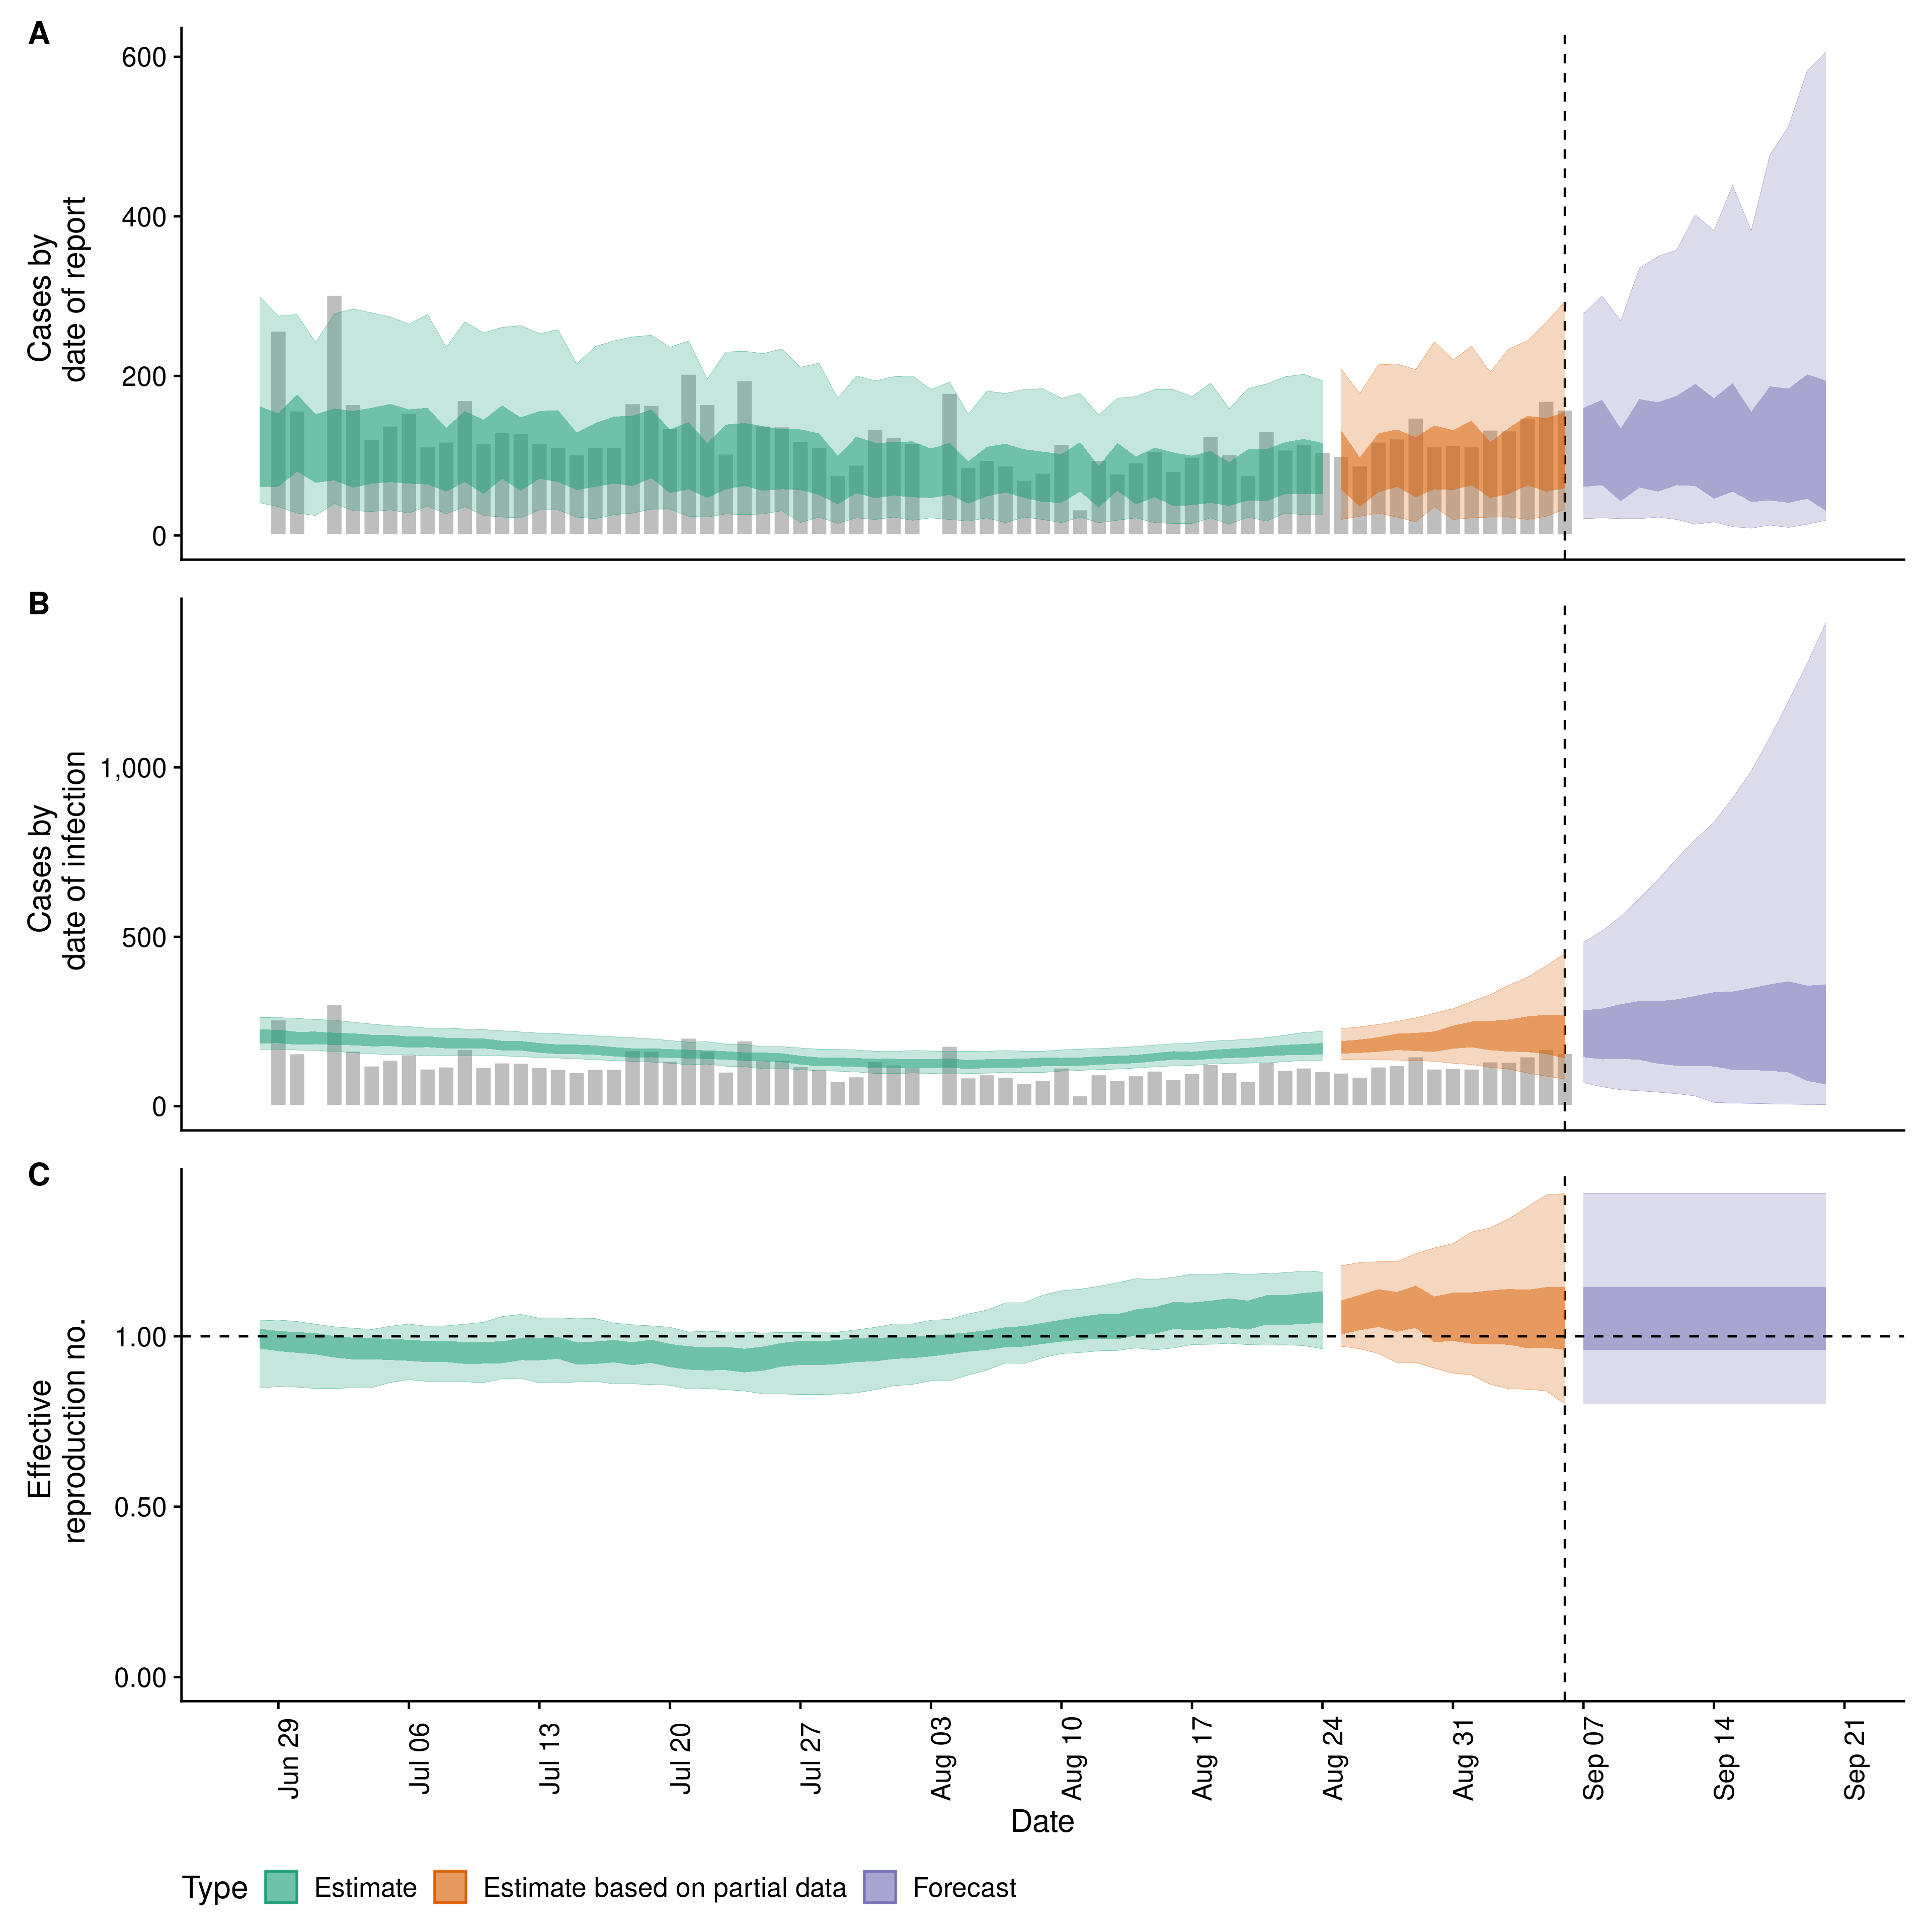 A
Cases by
date of report
600
400
200
0
B
Cases by
date of infection
1,000
500
0
C
Effective
reproduction no.
1.00
0.50
0.00
Jun 29
Jul 06
Jul 13
Jul 20
Jul 27
Aug 03
Aug 10
Aug 17
Aug 24
Aug 31
Sep 07
Sep 14
Sep 21
Date
Type Estimate Estimate based on partial data Forecast